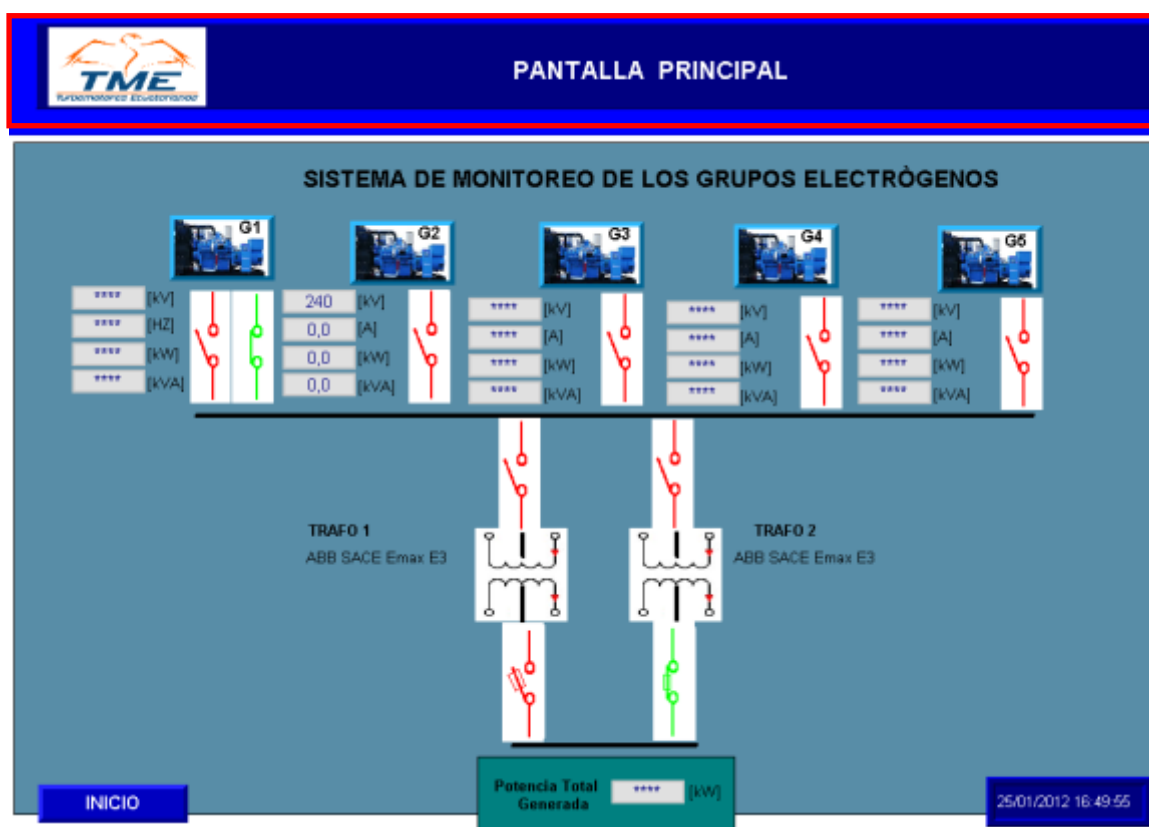 TME
Turbomotores Ecuatorianos
PANTALLA PRINCIPAL
SISTEMA DE MONITOREO DE LOS GRUPOS ELECTRÒGENOS
G1
G2
G3
G4
G5
**** [kV]
**** [HZ]
**** [kW]
**** [kVA]
240 [kV]
0,0 [A]
0,0 [kW]
0,0 [kVA]
**** [kV]
**** [A]
**** [kW]
**** [kVA]
**** [kV]
**** [A]
**** [kW]
**** [kVA]
**** [kV]
**** [A]
**** [kW]
**** [kVA]
TRAFO 1
ABB SACE Emax E3
TRAFO 2
ABB SACE Emax E3
Potencia Total
Generada
**** [kW]
INICIO
25/01/2012 16:49:55